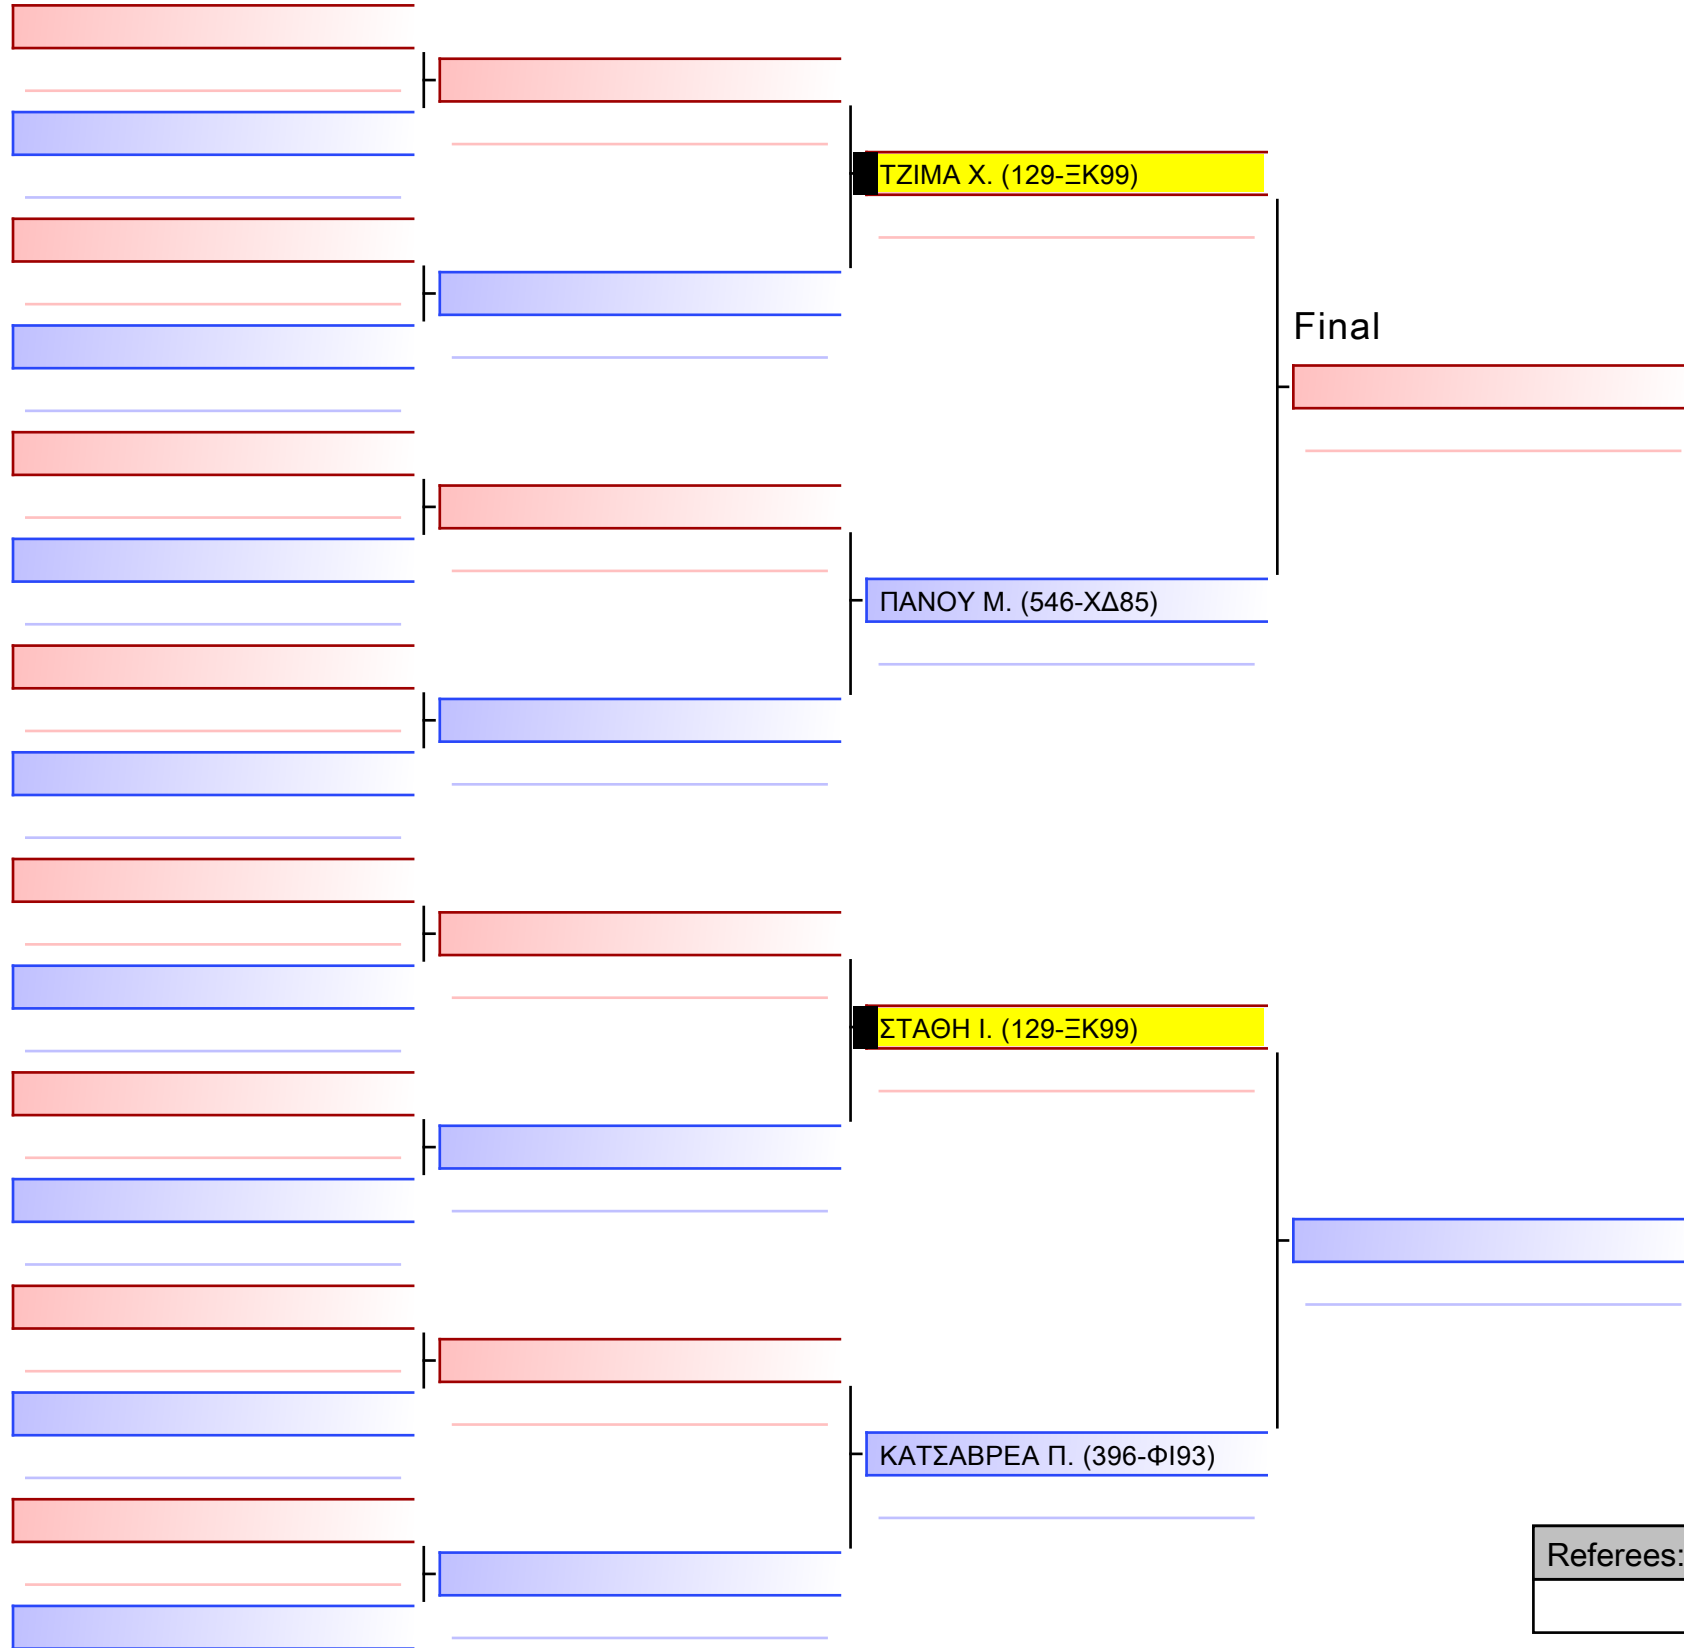 ΤΖΙΜΑ Χ. (129-ΞΚ99)
Final
ΠΑΝΟΥ Μ. (546-ΧΔ85)
ΣΤΑΘΗ Ι. (129-ΞΚ99)
ΚΑΤΣΑΒΡΕΑ Π. (396-ΦΙ93)
Referees: